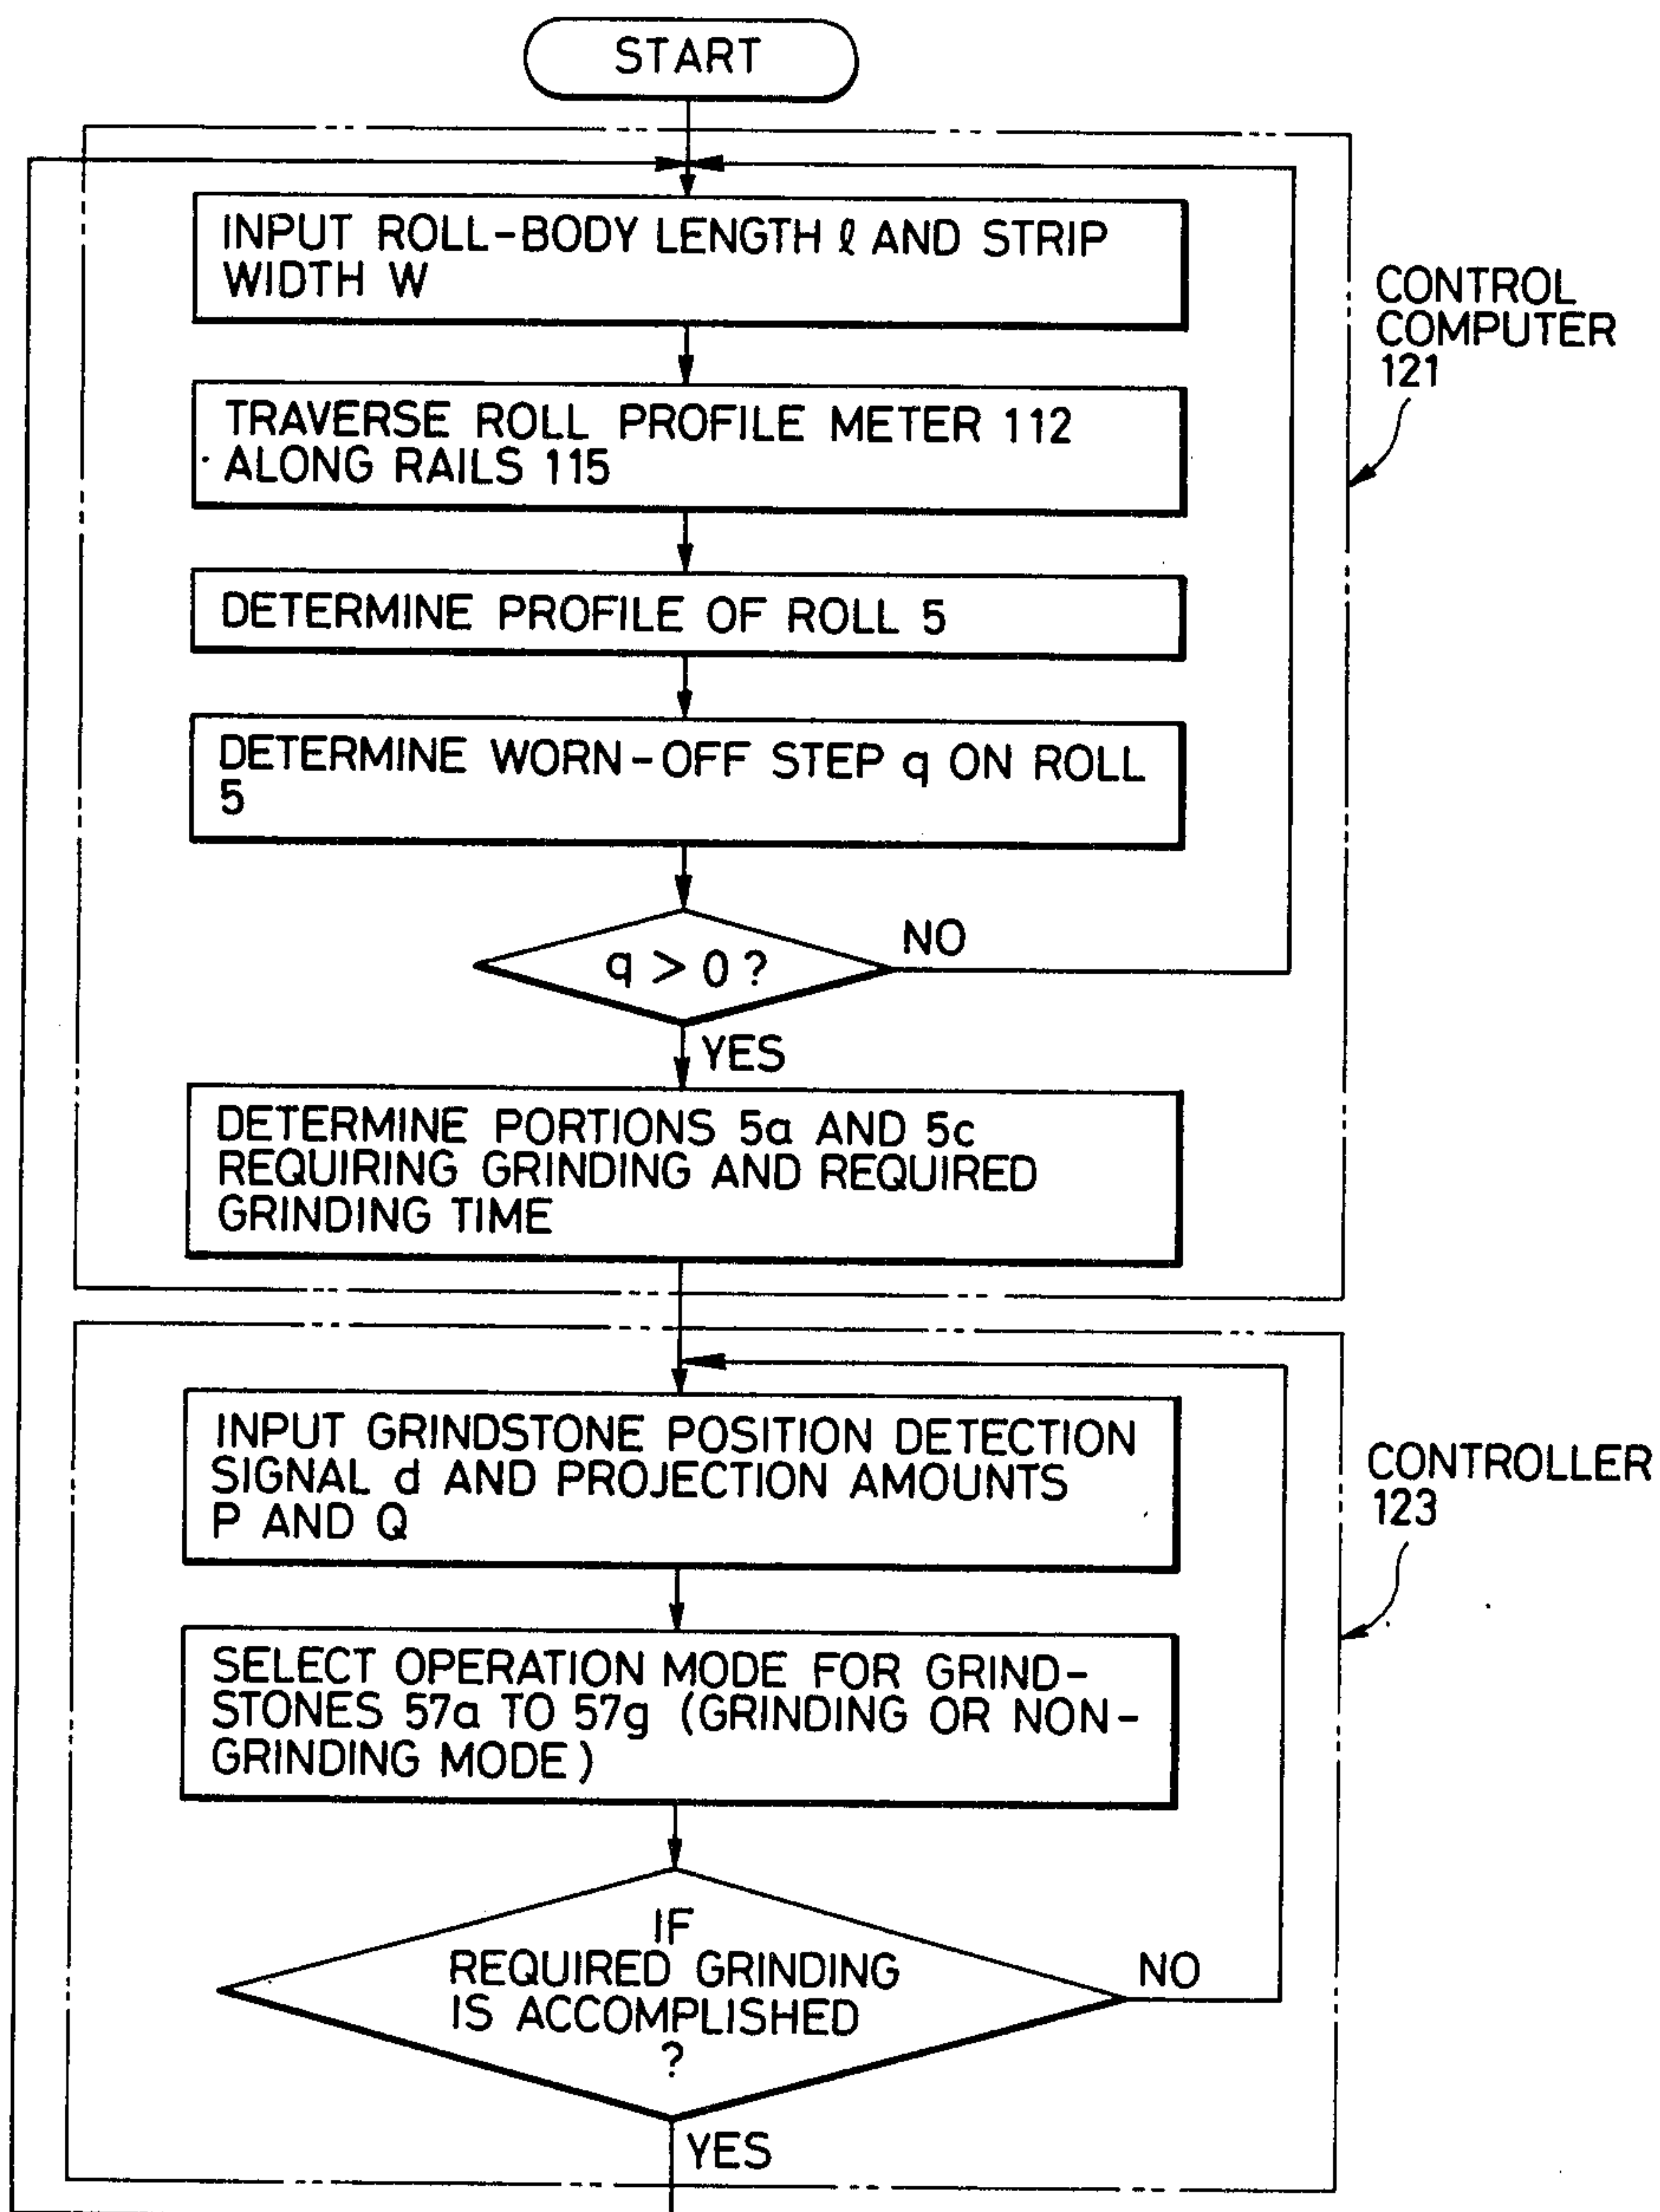 START
INPUT ROLL-BODY LENGTH ℓ AND STRIP
WIDTH W
CONTROL
COMPUTER
121
TRAVERSE ROLL PROFILE METER 112
ALONG RAILS 115
DETERMINE PROFILE OF ROLL 5
DETERMINE WORN-OFF STEP q ON ROLL
5
q > 0 ?
NO
YES
DETERMINE PORTIONS 5a AND 5c
REQUIRING GRINDING AND REQUIRED
GRINDING TIME
INPUT GRINDSTONE POSITION DETECTION
SIGNAL d AND PROJECTION AMOUNTS
P AND Q
CONTROLLER
123
SELECT OPERATION MODE FOR GRIND-
STONES 57a TO 57g (GRINDING OR NON-
GRINDING MODE)
IF
REQUIRED GRINDING
IS ACCOMPLISHED
?
NO
YES